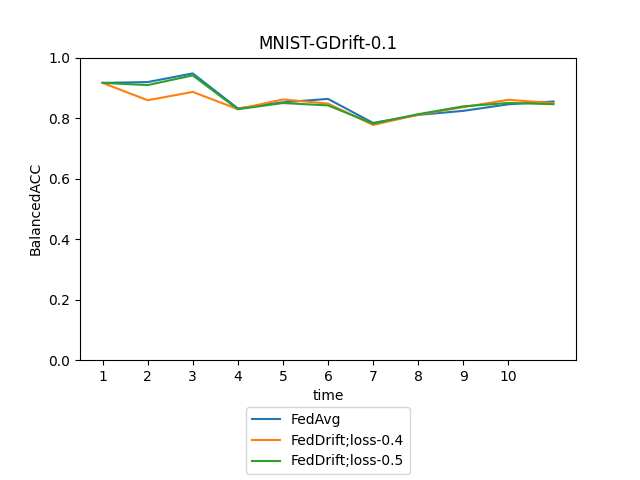 MNIST-GDrift-0.1
1.0
0.8
0.6
0.4
0.2
0.0
BalancedACC
1 2 3 4 5 6 7 8 9 10
time
FedAvg
FedDrift;loss-0.4
FedDrift;loss-0.5